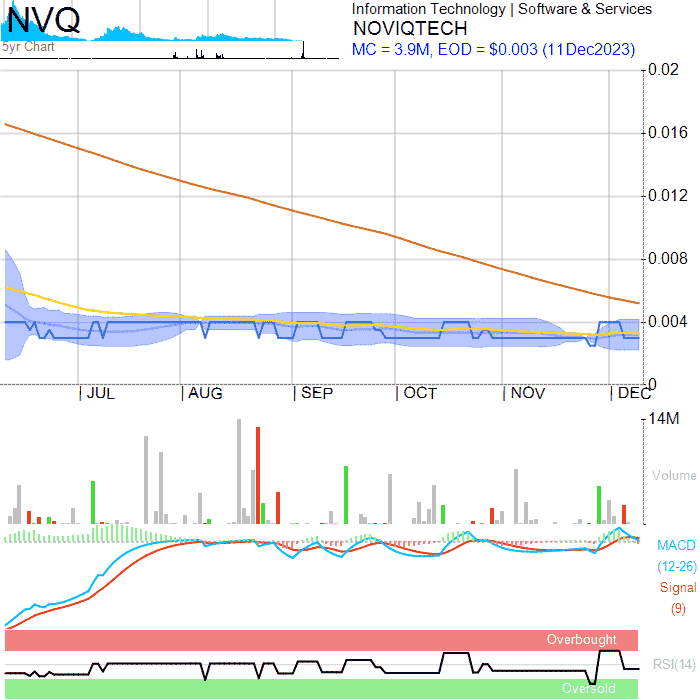 NVQ
5yr Chart
Information Technology | Software & Services
NOVIQTECH
MC = 3.9M, EOD = $0.003 (11Dec2023)
0.02
0.016
0.012
0.008
0.004
0
| JUL | AUG | SEP | OCT | NOV | DEC
14M
Volume
MACD
(12-26)
Signal
(9)
Overbought
RSI(14)
Oversold